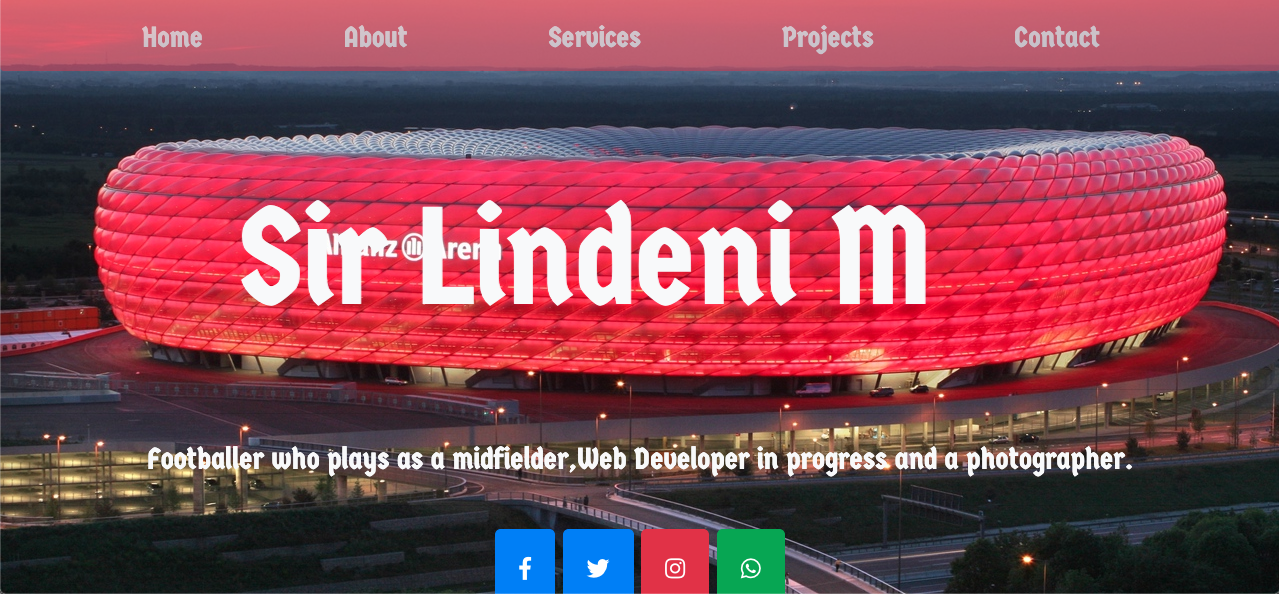 Home About Services Projects Contact
Allianz Arena
Sir Lindeni M
Footballer who plays as a midfielder,Web Developer in progress and a photographer.